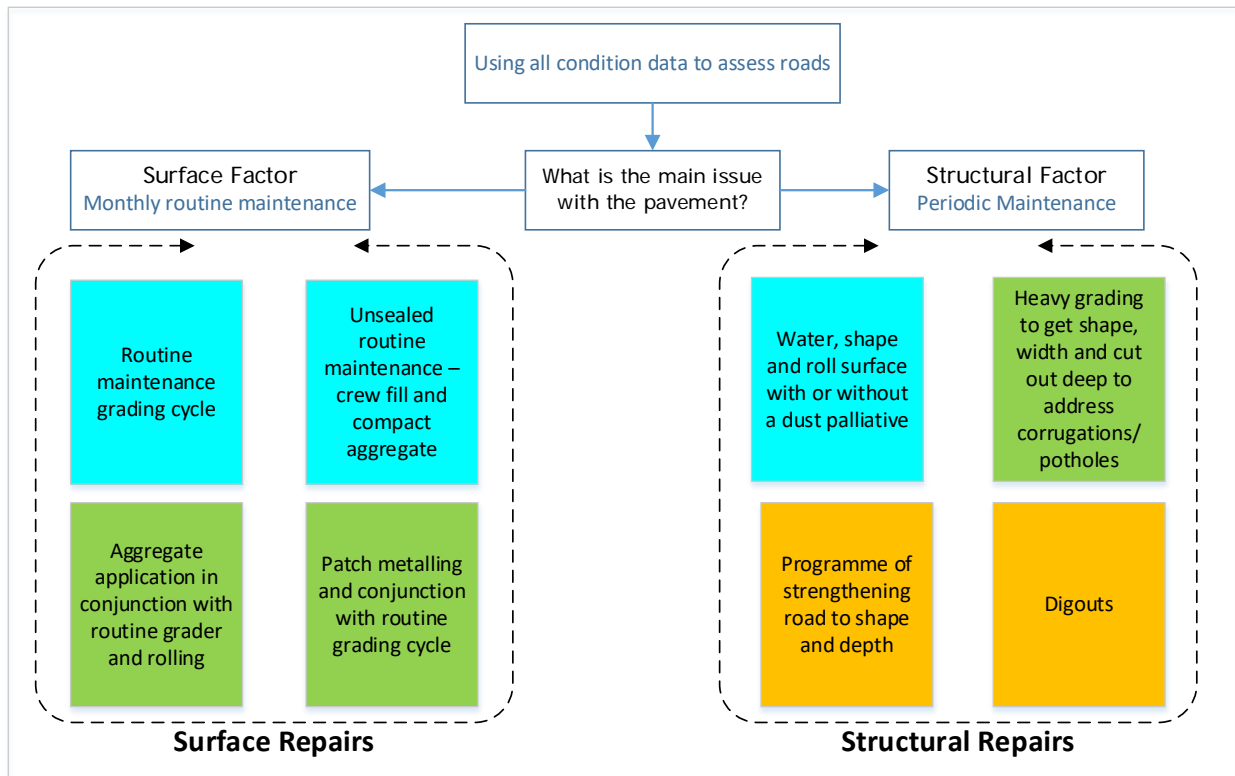 Using all condition data to assess roads
Surface Factor
Monthly routine maintenance
What is the main issue
with the pavement?
Structural Factor
Periodic Maintenance
Routine
maintenance
grading cycle
Unsealed
routine
maintenance –
crew fill and
compact
aggregate
Water, shape
and roll surface
with or without
a dust palliative
Heavy grading
to get shape,
width and cut
out deep to
address
corrugations/
potholes
Aggregate
application in
conjunction with
routine grader
and rolling
Patch metalling
and conjunction
with routine
grading cycle
Programme of
strengthening
road to shape
and depth
Digouts
Surface Repairs
Structural Repairs